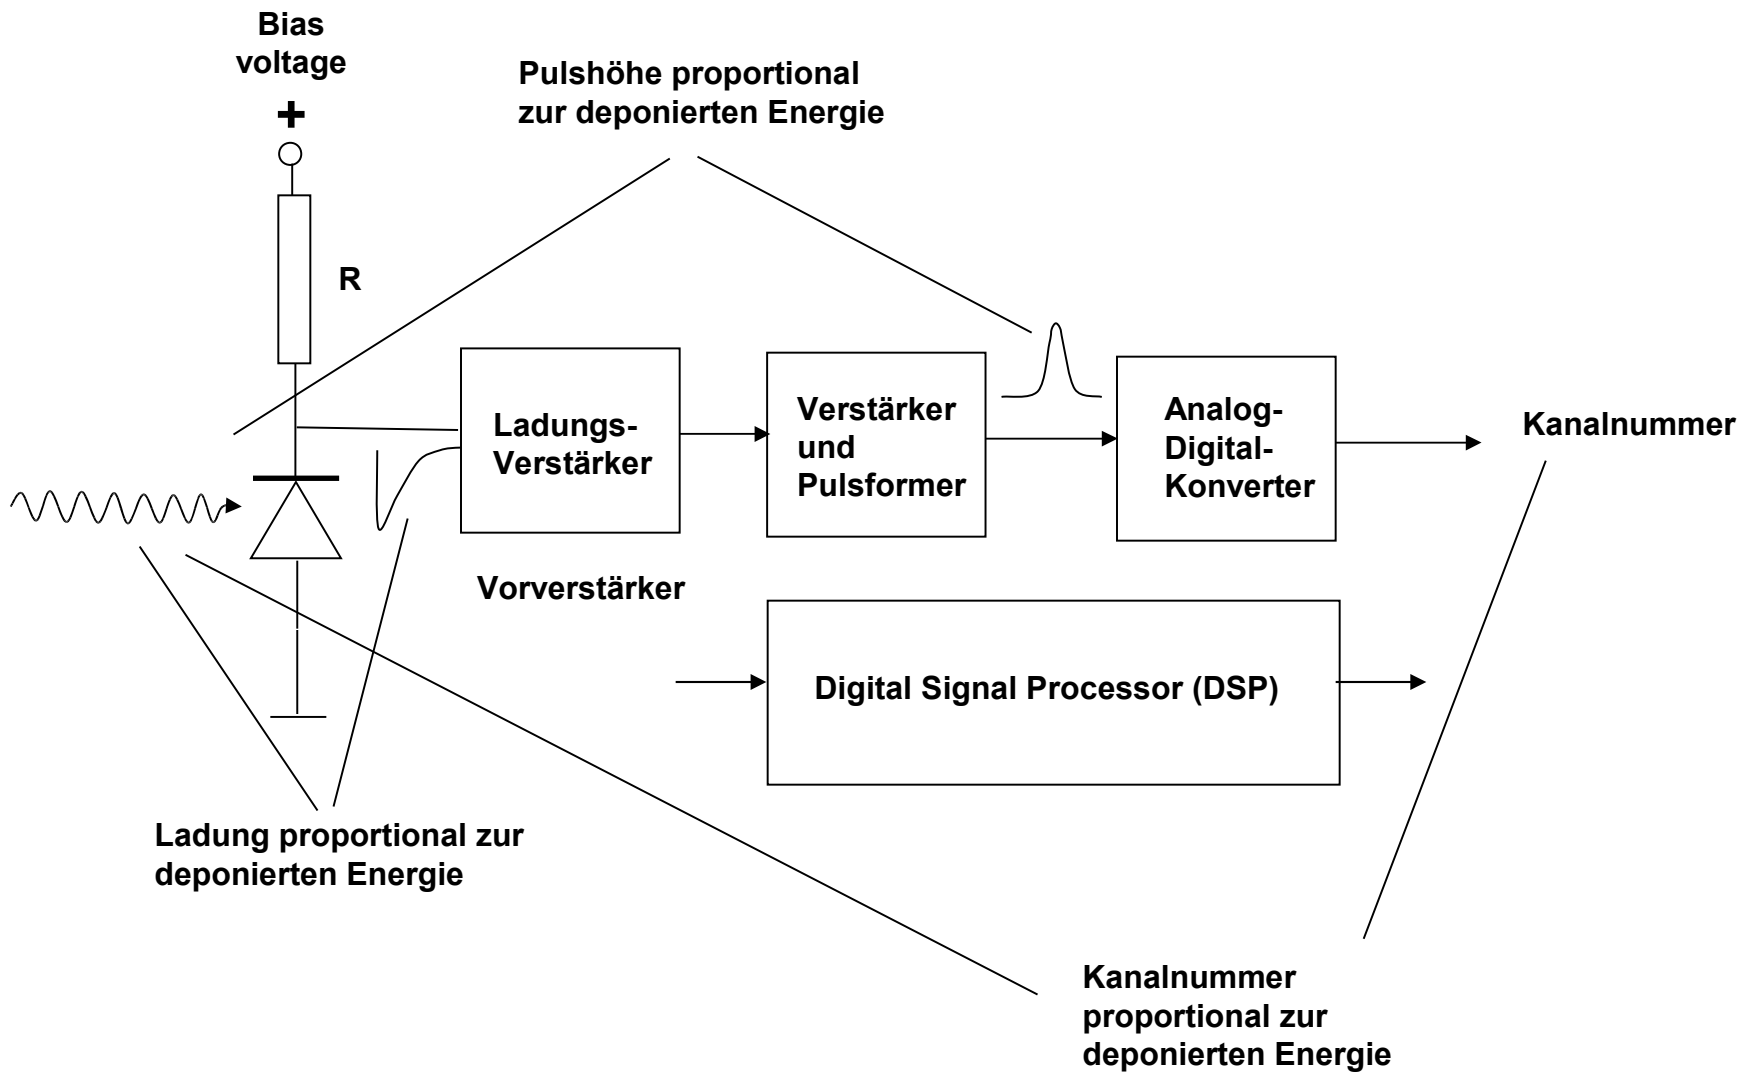 Bias
voltage
+
Pulshöhe proportional
zur deponierten Energie
R
Ladungs-
Verstärker
Verstärker
und
Pulsformer
Analog-
Digital-
Konverter
Kanalnummer
Vorverstärker
Digital Signal Processor (DSP)
Ladung proportional zur
deponierten Energie
Kanalnummer
proportional zur
deponierten Energie